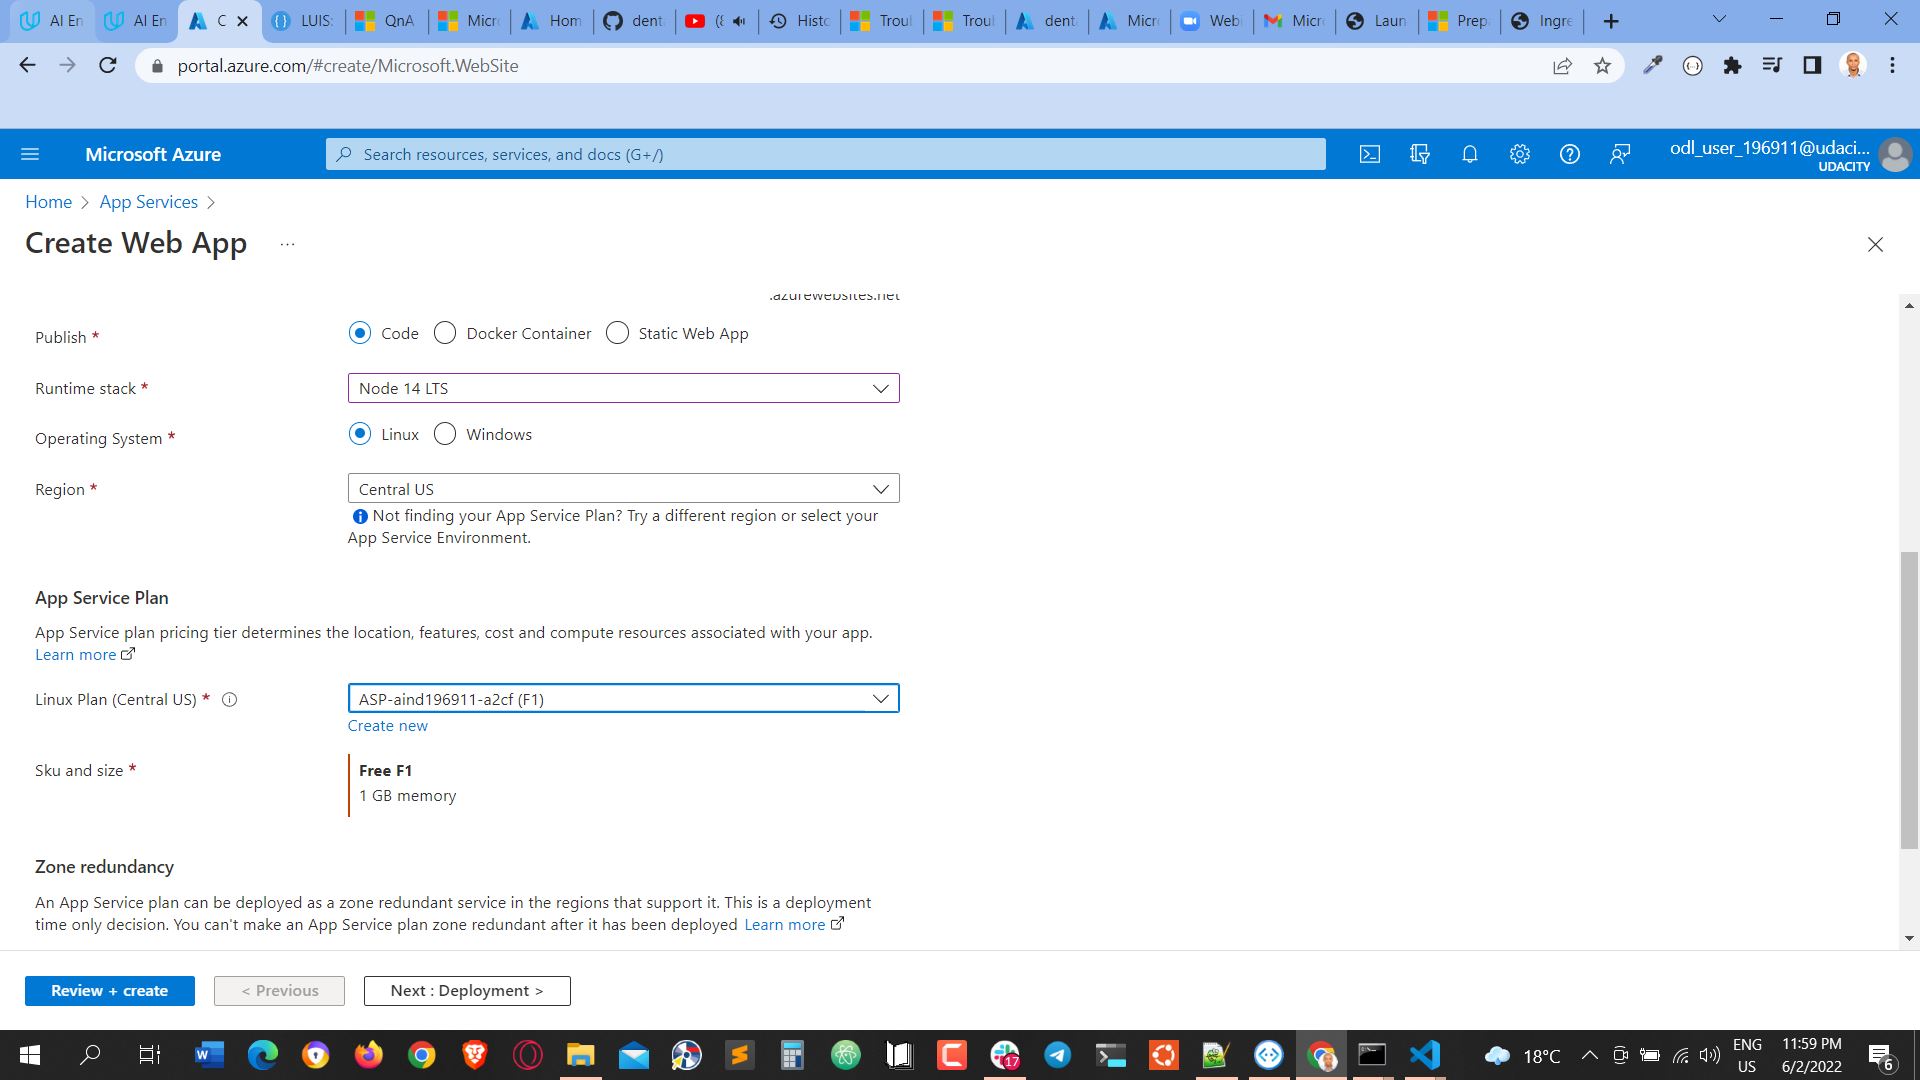 AI En
AI En
C
LUIS:
QnA
Micro
Hom
dent
(8
Histo
Troul
Troul
dent
Micro
Webi
Micro
Laun
Prep
Ingre
portal.azure.com/#create/Microsoft.WebSite
Microsoft Azure
Search resources, services, and docs (G+/)
odl_user_196911@udaci...
UDACITY
Home > App Services >
Create Web App ...
.azurewebsites.net
Publish *
Code
Docker Container
Static Web App
Runtime stack *
Node 14 LTS
Operating System *
Linux
Windows
Region *
Central US
Not finding your App Service Plan? Try a different region or select your
App Service Environment.
App Service Plan
App Service plan pricing tier determines the location, features, cost and compute resources associated with your app.
Learn more
Linux Plan (Central US) *
ASP-aind196911-a2cf (F1)
Create new
Sku and size *
Free F1
1 GB memory
Zone redundancy
An App Service plan can be deployed as a zone redundant service in the regions that support it. This is a deployment
time only decision. You can't make an App Service plan zone redundant after it has been deployed Learn more
Review + create
< Previous
Next : Deployment >
17
18°C
ENG
US
11:59 PM
6/2/2022
6